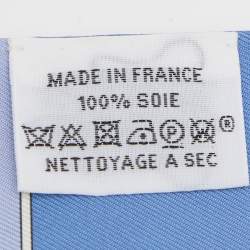 MADE IN FRANCE
100% SOIE
P W ®
NETTOYAGE A SEC